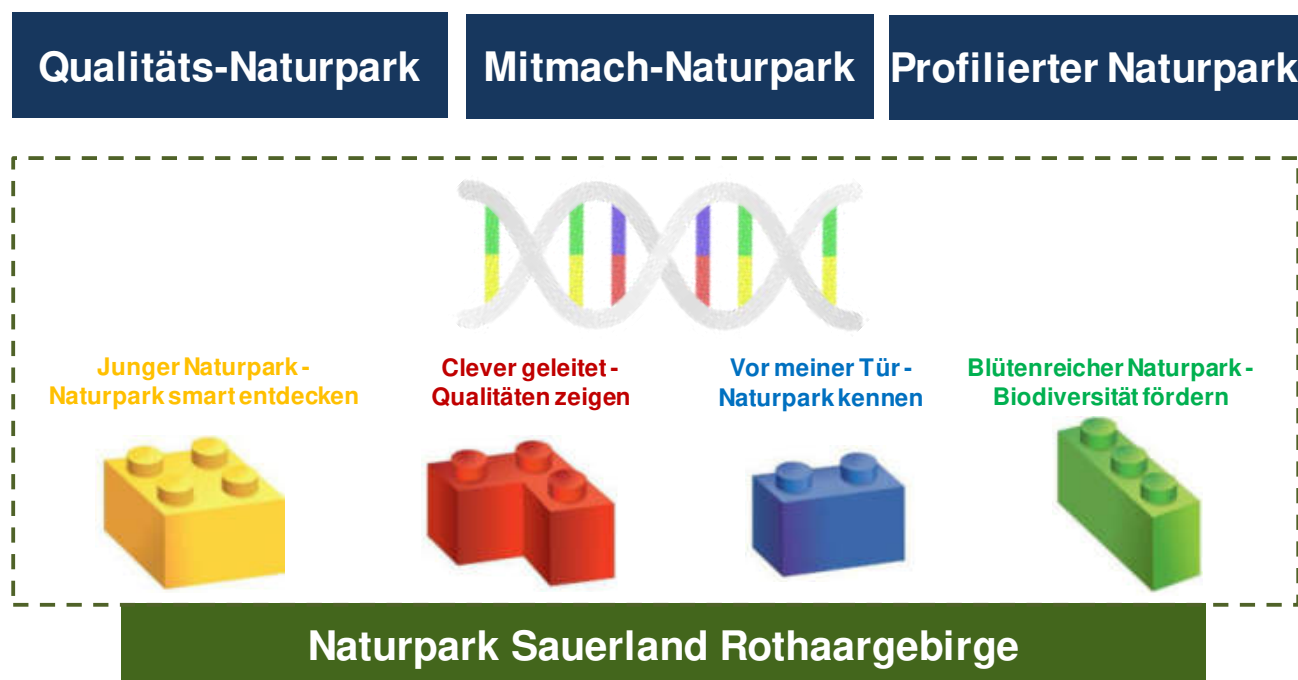 Qualitäts-Naturpark
Mitmach-Naturpark
Profilierter Naturpark
Junger Naturpark -
Naturpark smart entdecken
Clever geleitet -
Qualitäten zeigen
Vor meiner Tür -
Naturpark kennen
Blütenreicher Naturpark -
Biodiversität fördern
Naturpark Sauerland Rothaargebirge